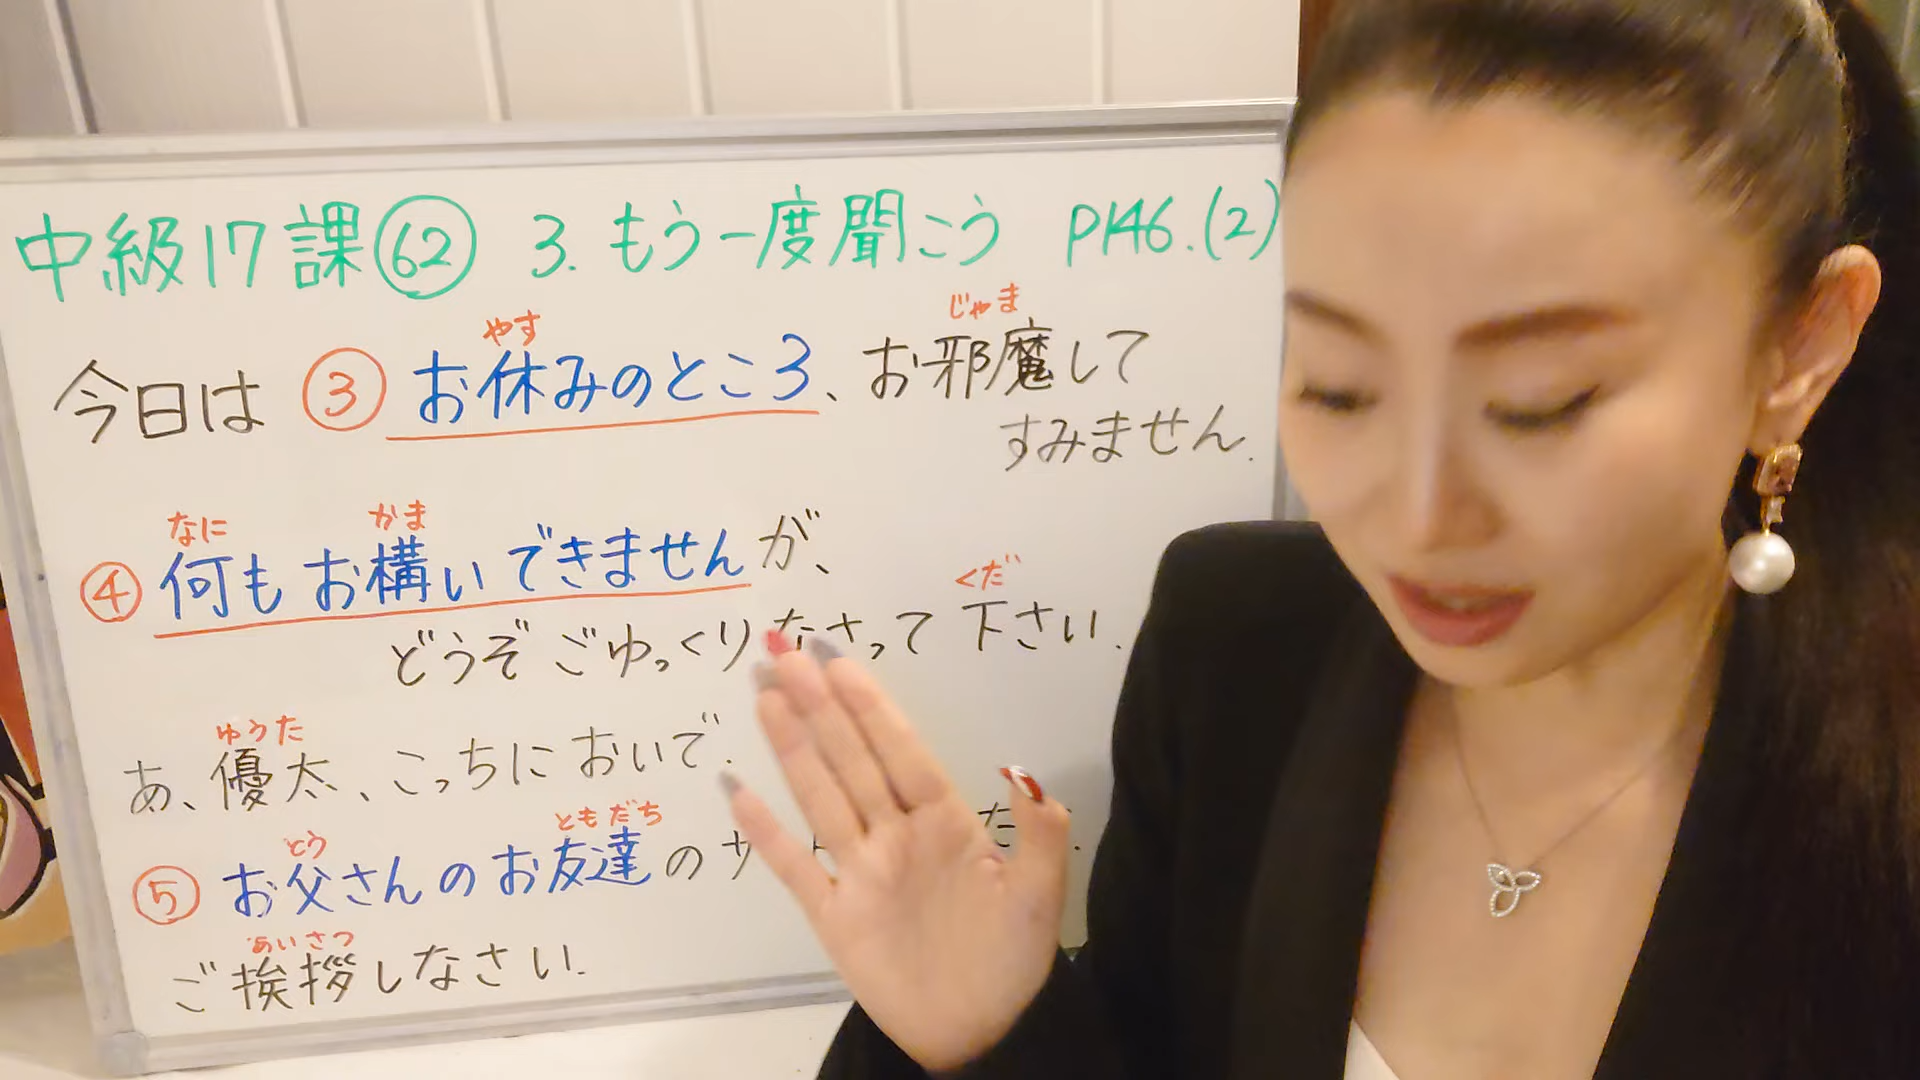 中級17課62 3.もう一度聞こう P146.(2)
やす じゃま
今日は ③お休みのところ、お邪魔して
すみません.
なに かま
④何もお構いできませんが、
くだ
どうぞ ごゆっくりなさって下さい.
ゆうた
あ、優太、こっちにおいで.
とう ともだち
⑤お父さんのお友達のサ た
あいさつ
ご挨拶しなさい.